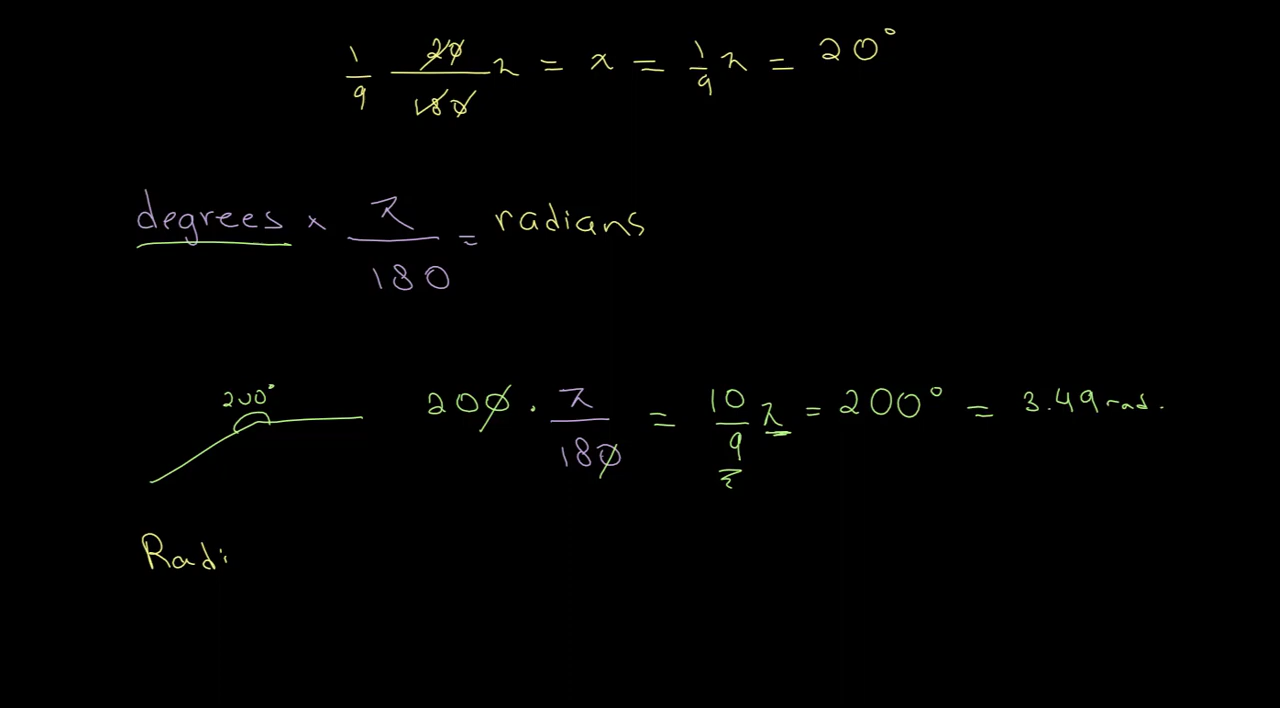 1/9 20/180 π = x = 1/9 π = 20°
degrees × π/180 = radians
200° 200 · π/180 = 10/9 π = 200° = 3.49 rad.
Radi